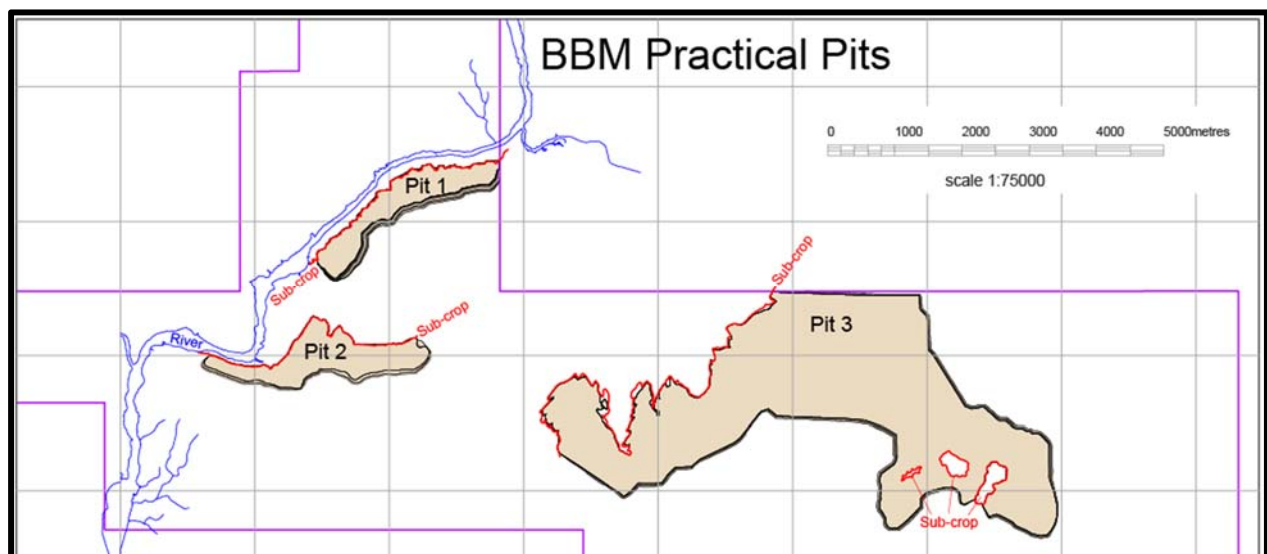 BBM Practical Pits
0 1000 2000 3000 4000 5000metres
scale 1:75000
Pit 1
Sub-crop
Sub-crop
Sub-crop
River
Pit 2
Pit 3
Sub-crop